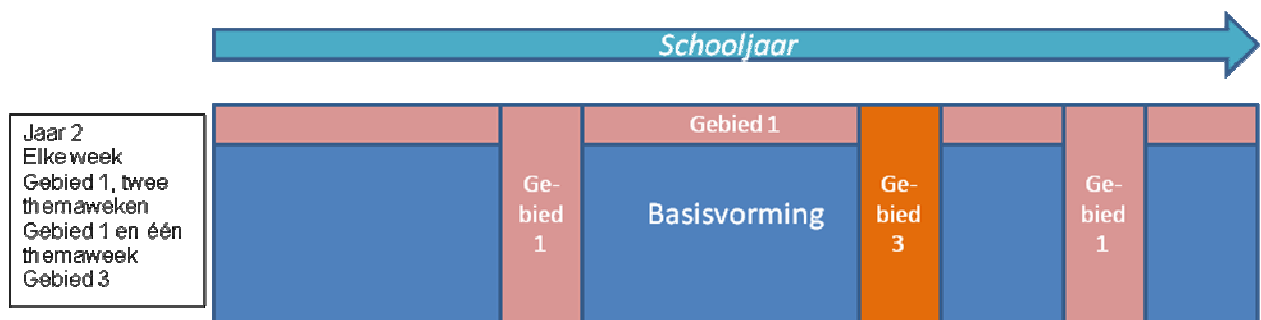 Schooljaar
Jaar 2
Elke week
Gebied 1, twee
themaweken
Gebied 1 en één
themaweek
Gebied 3
Gebied 1
Ge-
bied
1
Basisvorming
Ge-
bied
3
Ge-
bied
1